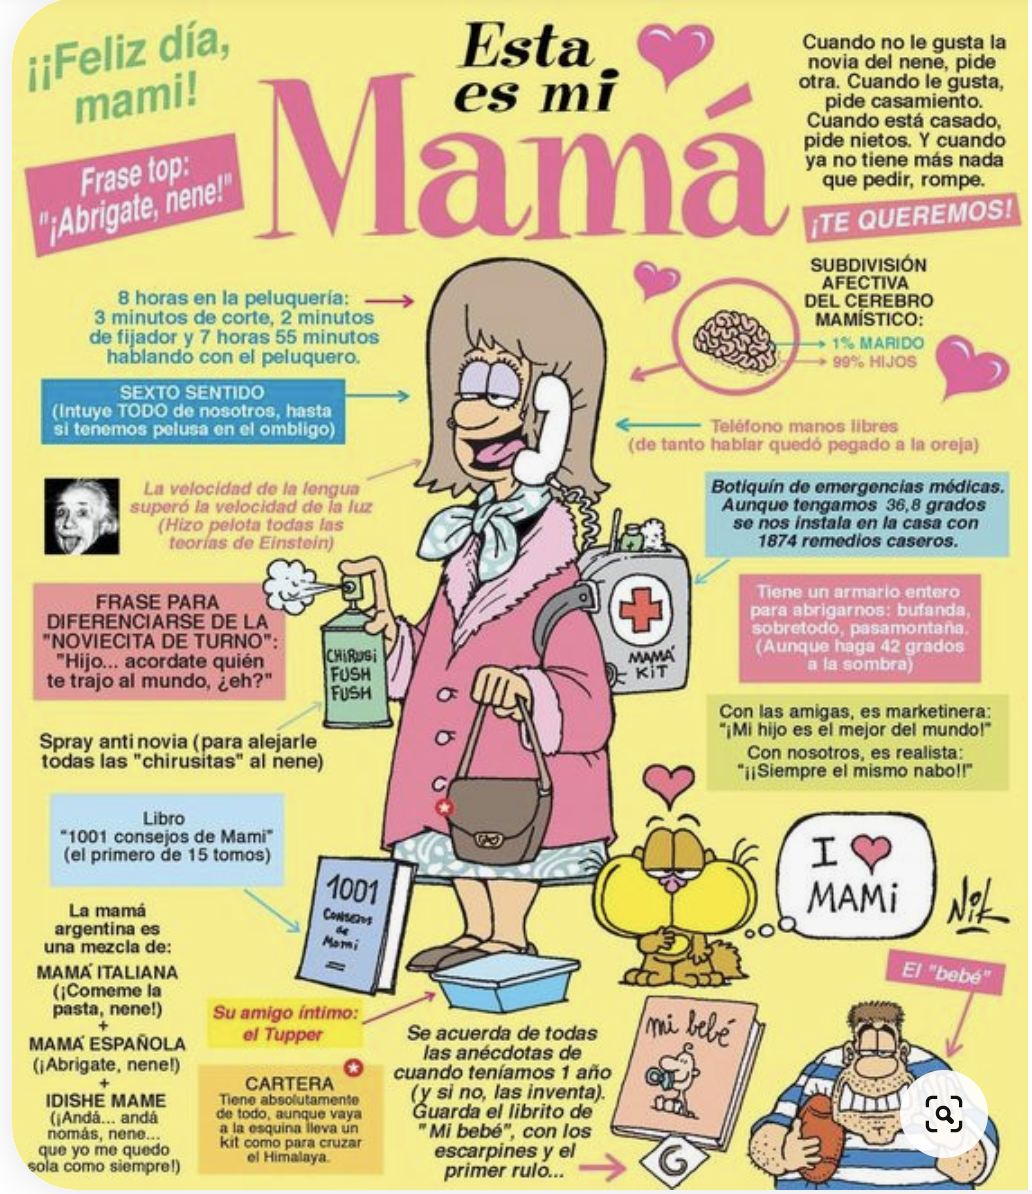 ¡¡Feliz día,
mami!
Frase top:
"¡Abrigate, nene!"
Esta
es mi
Mamá
Cuando no le gusta la
novia del nene, pide
otra. Cuando le gusta,
pide casamiento.
Cuando está casado,
pide nietos. Y cuando
ya no tiene más nada
que pedir, rompe.
¡TE QUEREMOS!
8 horas en la peluquería:
3 minutos de corte, 2 minutos
de fijador y 7 horas 55 minutos
hablando con el peluquero.
SUBDIVISIÓN
AFECTIVA
DEL CEREBRO
MAMÍSTICO:
1% MARIDO
99% HIJOS
SEXTO SENTIDO
(Intuye TODO de nosotros, hasta
si tenemos pelusa en el ombligo)
Teléfono manos libres
(de tanto hablar quedó pegado a la oreja)
La velocidad de la lengua
superó la velocidad de la luz
(Hizo pelota todas las
teorías de Einstein)
Botiquín de emergencias médicas.
Aunque tengamos 36,8 grados
se nos instala en la casa con
1874 remedios caseros.
FRASE PARA
DIFERENCIARSE DE LA
"NOVIECITA DE TURNO":
"Hijo... acordate quién
te trajo al mundo, ¿eh?"
CHiRUSi
FUSH
FUSH
MAMÁ
KiT
Tiene un armario entero
para abrigarnos: bufanda,
sobretodo, pasamontaña.
(Aunque haga 42 grados
a la sombra)
Spray anti novia (para alejarle
todas las "chirusitas" al nene)
Con las amigas, es marketinera:
"¡Mi hijo es el mejor del mundo!"
Con nosotros, es realista:
"¡¡Siempre el mismo nabo!!"
Libro
"1001 consejos de Mami"
(el primero de 15 tomos)
1001
CONSEJOS
de
Mami
I
MAMi
Nik
La mamá
argentina es
una mezcla de:
MAMÁ ITALIANA
(¡Comeme la
pasta, nene!)
+
MAMÁ ESPAÑOLA
(¡Abrigate, nene!)
+
IDISHE MAME
(¡Andá... andá
nomás, nene...
que yo me quedo
sola como siempre!)
Su amigo íntimo:
el Tupper
CARTERA
Tiene absolutamente
de todo, aunque vaya
a la esquina lleva un
kit como para cruzar
el Himalaya.
Se acuerda de todas
las anécdotas de
cuando teníamos 1 año
(y si no, las inventa).
Guarda el librito de
"Mi bebé", con los
escarpines y el
primer rulo...
mi bebé
El "bebé"